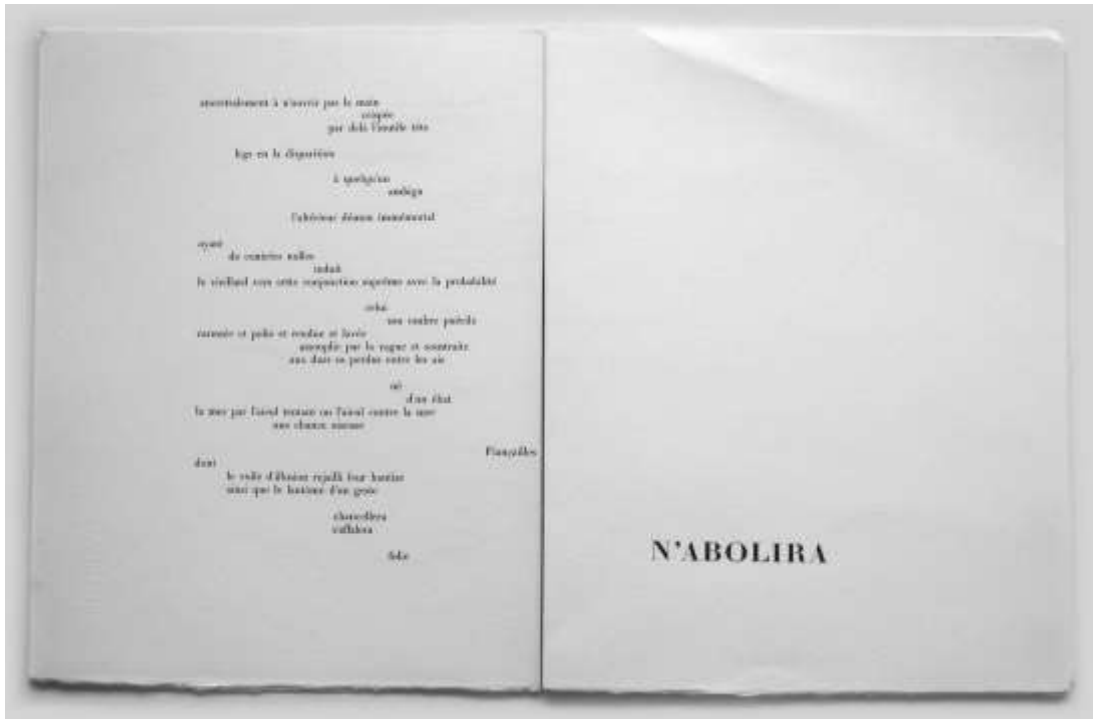 ancestralement à n'ouvrir pas la main
crispée
par delà l'inutile tête
legs en la disparition
à quelqu'un
ambigu
l'ultérieur démon immémorial
ayant
de contrées nulles
induit
le vieillard vers cette conjonction suprême avec la probabilité
celui
son ombre puérile
caressée et polie et rendue et lavée
assouplie par la vague et soustraite
aux durs os perdus entre les ais
né
d'un ébat
la mer par l'aïeul tentant ou l'aïeul contre la mer
une chance oiseuse
Fiançailles
dont
le voile d'illusion rejailli leur hantise
ainsi que le fantôme d'un geste
chancellera
s'affalera
folie
N'ABOLIRA